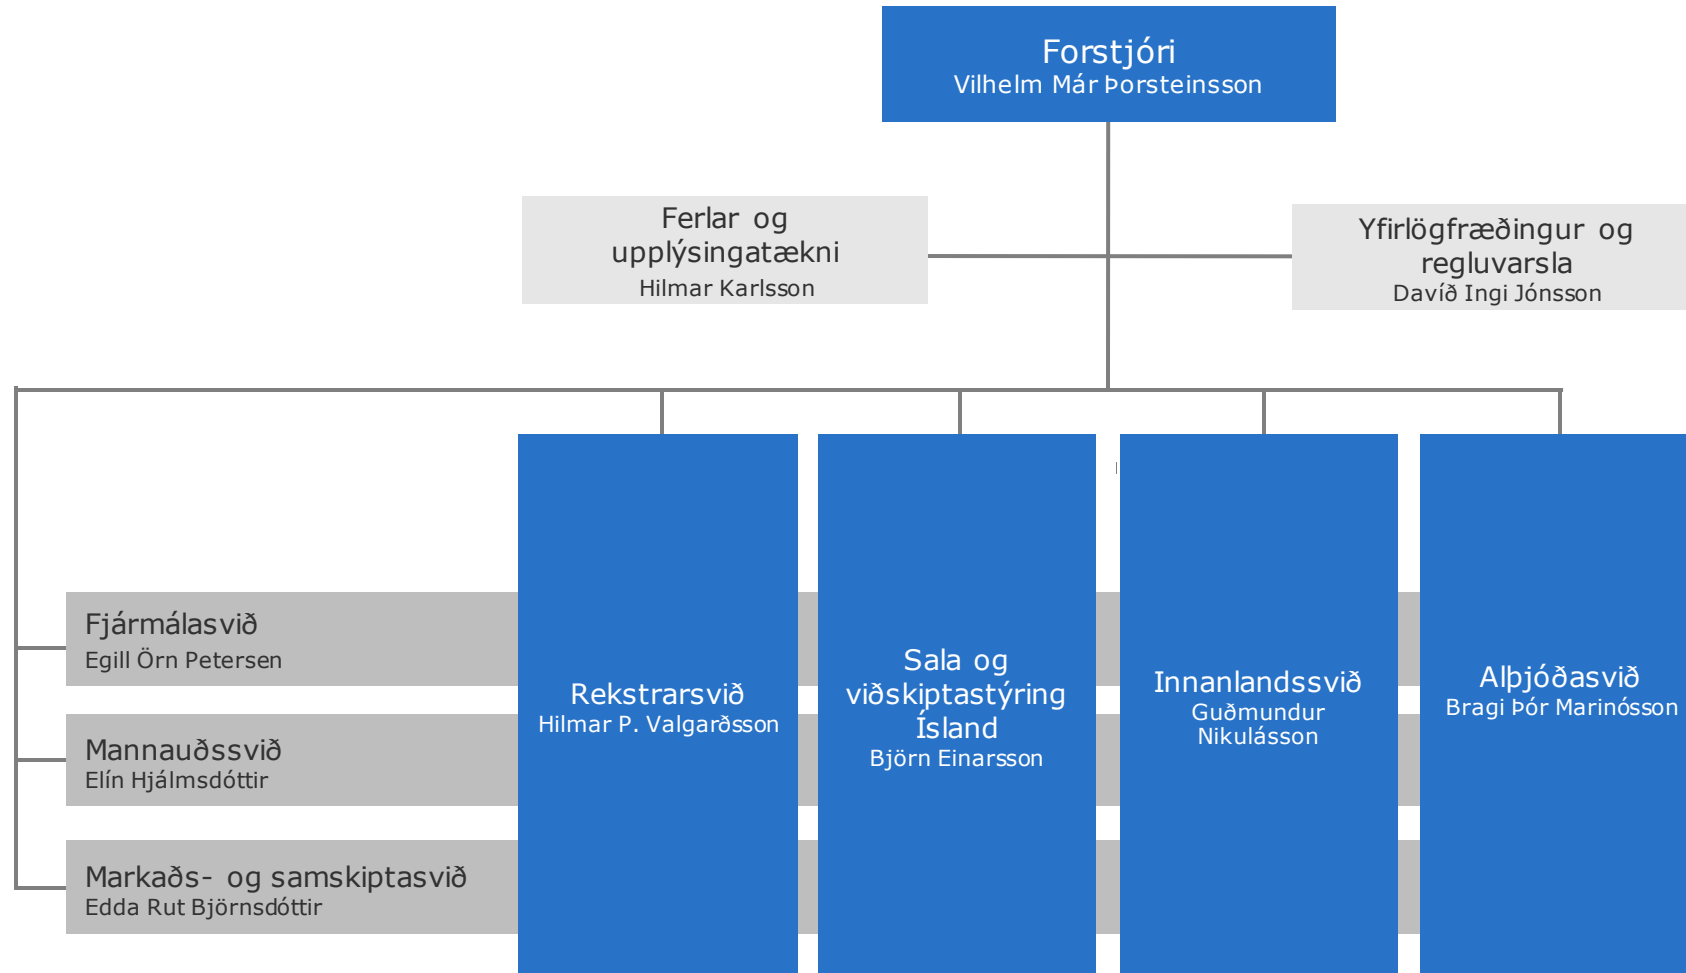 Forstjóri
Vilhelm Már Þorsteinsson
Ferlar og
upplýsingatækni
Hilmar Karlsson
Yfirlögfræðingur og
regluvarsla
Davíð Ingi Jónsson
Fjármálasvið
Egill Örn Petersen
Mannauðssvið
Elín Hjálmsdóttir
Markaðs- og samskiptasvið
Edda Rut Björnsdóttir
Rekstrarsvið
Hilmar P. Valgarðsson
Sala og
viðskiptastýring
Ísland
Björn Einarsson
Innanlandssvið
Guðmundur
Nikulásson
Alþjóðasvið
Bragi Þór Marinósson